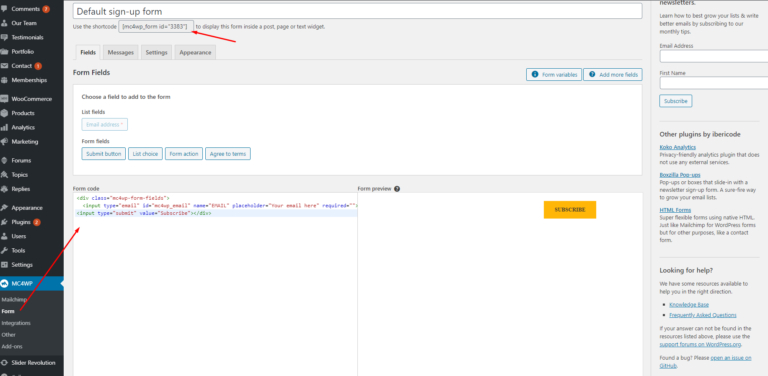 Comments 7
Our Team
Testimonials
Portfolio
Contact 1
Memberships
WooCommerce
Products
Analytics
Marketing
Forums
Topics
Replies
Appearance
Plugins 2
Users
Tools
Settings
MC4WP
Mailchimp
Form
Integrations
Other
Add-ons
Slider Revolution
Default sign-up form
Use the shortcode [mc4wp_form id="3383"] to display this form inside a post, page or text widget.
Fields
Messages
Settings
Appearance
Form Fields
Form variables
Add more fields
Choose a field to add to the form
List fields
Email address *
Form fields
Submit button
List choice
Form action
Agree to terms
Form code
<div class="mc4wp-form-fields">
<input type="email" id="mc4wp_email" name="EMAIL" placeholder="Your email here" required="">
<input type="submit" value="Subscribe"></div>
Form preview ?
SUBSCRIBE
newsletters.
Learn how to best grow your lists & write
better emails by subscribing to our
monthly tips.
Email Address
First Name
Subscribe
Other plugins by ibericode
Koko Analytics
Privacy-friendly analytics plugin that does
not use any external services.
Boxzilla Pop-ups
Pop-ups or boxes that slide-in with a
newsletter sign-up form. A sure-fire way
to grow your email lists.
HTML Forms
Super flexible forms using native HTML.
Just like Mailchimp for WordPress forms
but for other purposes, like a contact
form.
Looking for help?
We have some resources available to
help you in the right direction.
Knowledge Base
Frequently Asked Questions
If your answer can not be found in the
resources listed above, please use the
support forums on WordPress.org.
Found a bug? Please open an issue on
GitHub.